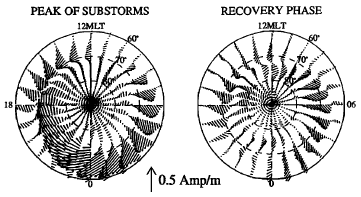 PEAK OF SUBSTORMS
12MLT
60°
70°
80°
18
0
RECOVERY PHASE
12MLT
60°
70°
80°
06
0
0.5 Amp/m